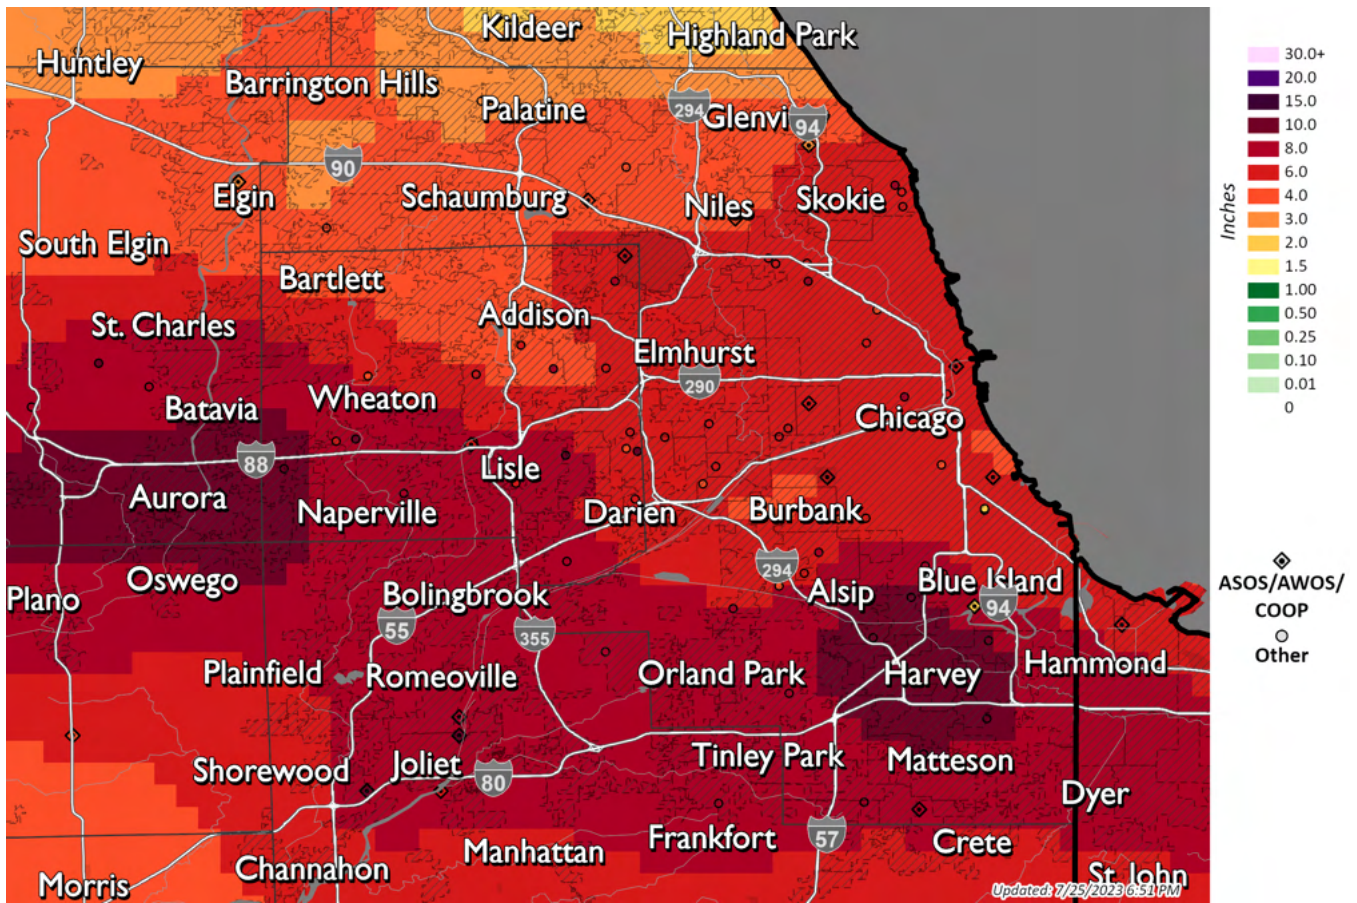 Kildeer
Highland Park
Huntley
Barrington Hills
Palatine
294
Glenvi
94
90
Elgin
Schaumburg
Niles
Skokie
South Elgin
Bartlett
St. Charles
Addison
Elmhurst
290
Wheaton
Batavia
Chicago
88
Lisle
Aurora
Naperville
Darien
Burbank
294
Oswego
Plano
Bolingbrook
Alsip
Blue Island
94
55
355
Plainfield
Romeoville
Orland Park
Harvey
Hammond
Tinley Park
Matteson
Shorewood
Joliet
80
Dyer
57
Frankfort
Crete
Manhattan
Channahon
Morris
St. John
Updated: 7/25/2023 6:51 PM
Inches
30.0+
20.0
15.0
10.0
8.0
6.0
4.0
3.0
2.0
1.5
1.00
0.50
0.25
0.10
0.01
0
ASOS/AWOS/
COOP
Other